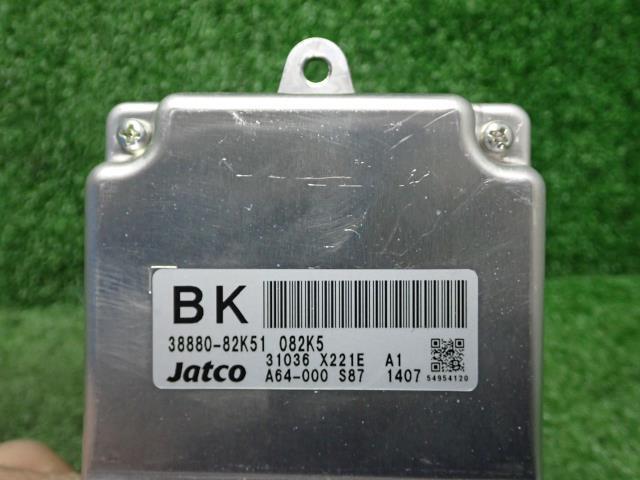 BK
38880-82K51 082K5
31036 X221E A1
Jatco A64-000 S87 1407 54954120